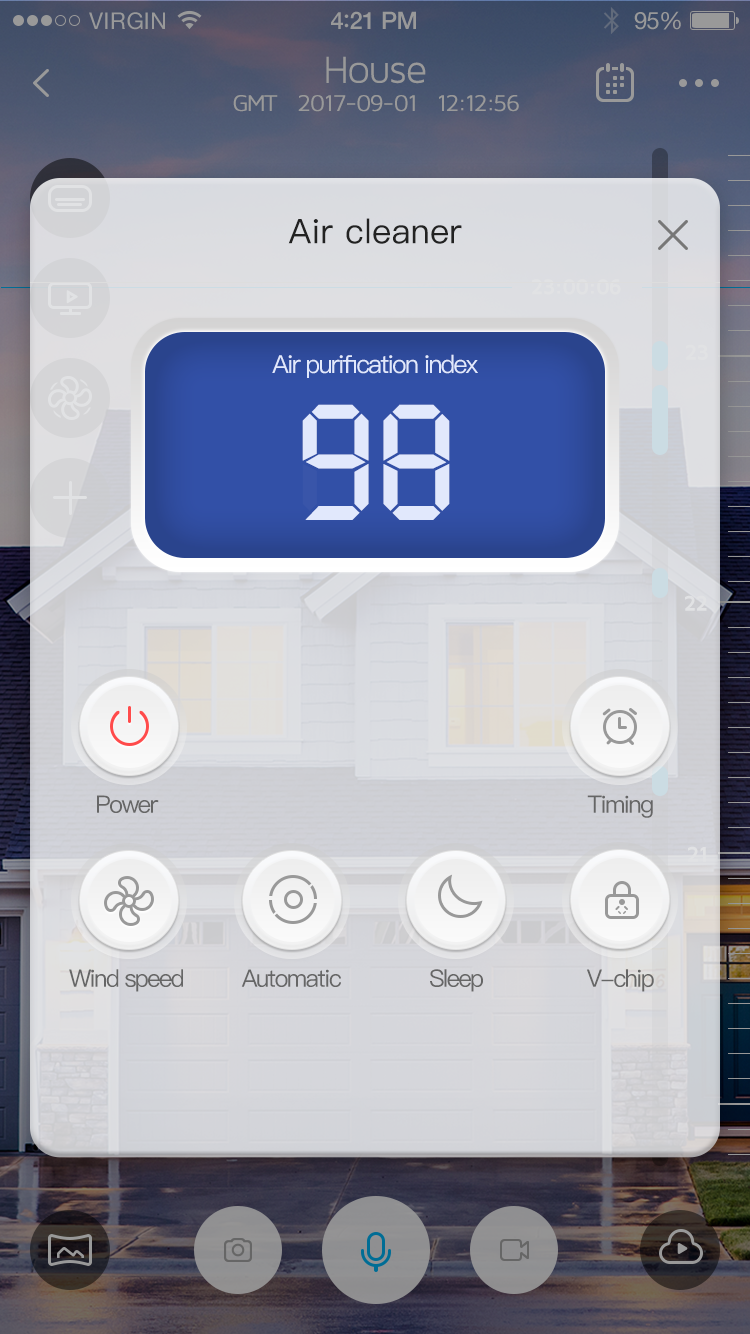 VIRGIN 4:21 PM 95%
House
GMT 2017-09-01 12:12:56
Air cleaner
23:00:06
23
Air purification index
98
22
Power
Timing
21
Wind speed
Automatic
Sleep
V-chip